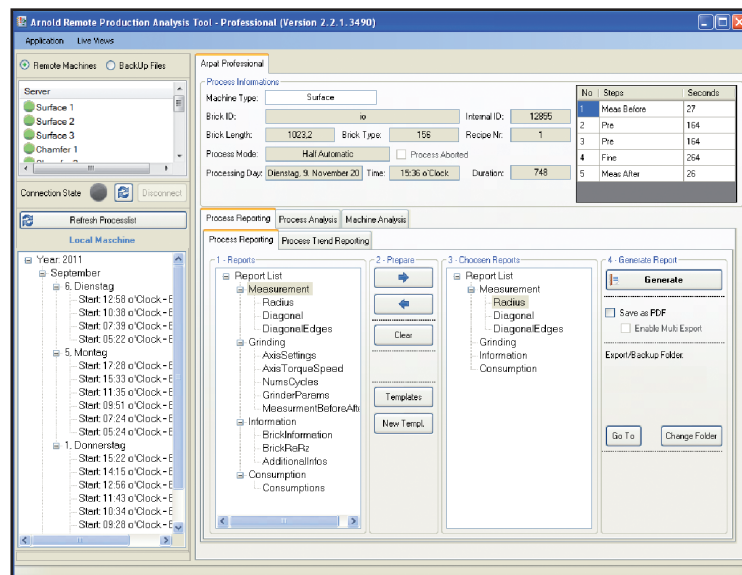 Arnold Remote Production Analysis Tool - Professional (Version 2.2.1.3490)
Application Live Views
Remote Machines BackUp Files
Server
Surface 1
Surface 2
Surface 3
Chamfer 1
Connection State Disconnect
Refresh Processlist
Local Maschine
Year: 2011
September
6, Dienstag
Start: 12:58 o'Clock - E
Start: 10:38 o'Clock - E
Start: 07:39 o'Clock - E
Start: 05:22 o'Clock - E
5, Montag
Start: 17:28 o'Clock - E
Start: 15:33 o'Clock - E
Start: 11:35 o'Clock - E
Start: 09:51 o'Clock - E
Start: 07:24 o'Clock - E
Start: 05:24 o'Clock - E
1, Donnerstag
Start: 15:22 o'Clock - E
Start: 14:15 o'Clock - E
Start: 12:56 o'Clock - E
Start: 11:43 o'Clock - E
Start: 10:34 o'Clock - E
Start: 09:28 o'Clock - E
Arpat Professional
Process Informations
Machine Type: Surface
Brick ID: io Internal ID: 12855
Brick Length: 1023,2 Brick Type: 156 Recipe Nr: 1
Process Mode: Half Automatic Process Aborted
Processing Day: Dienstag, 9. November 20 Time: 15:36 o'Clock Duration: 748
No Steps Seconds
1 Meas Before 27
2 Pre 164
3 Pre 164
4 Fine 264
5 Meas After 26
Process Reporting Process Analysis Machine Analysis
Process Reporting Process Trend Reporting
1 - Reports
Report List
Measurement
Radius
Diagonal
DiagonalEdges
Grinding
AxisSettings
AxisTorqueSpeed
NumsCycles
GrinderParams
MeasurmentBeforeAft
Information
BrickInformation
BrickRaRz
AdditionalInfos
Consumption
Consumptions
2 - Prepare
Clear
Templates
New Templ.
3 - Choosen Reports
Report List
Measurement
Radius
Diagonal
DiagonalEdges
Grinding
Information
Consumption
4 - Generate Report
Generate
Save as PDF
Enable Multi Export
Export/Backup Folder:
Go To Change Folder